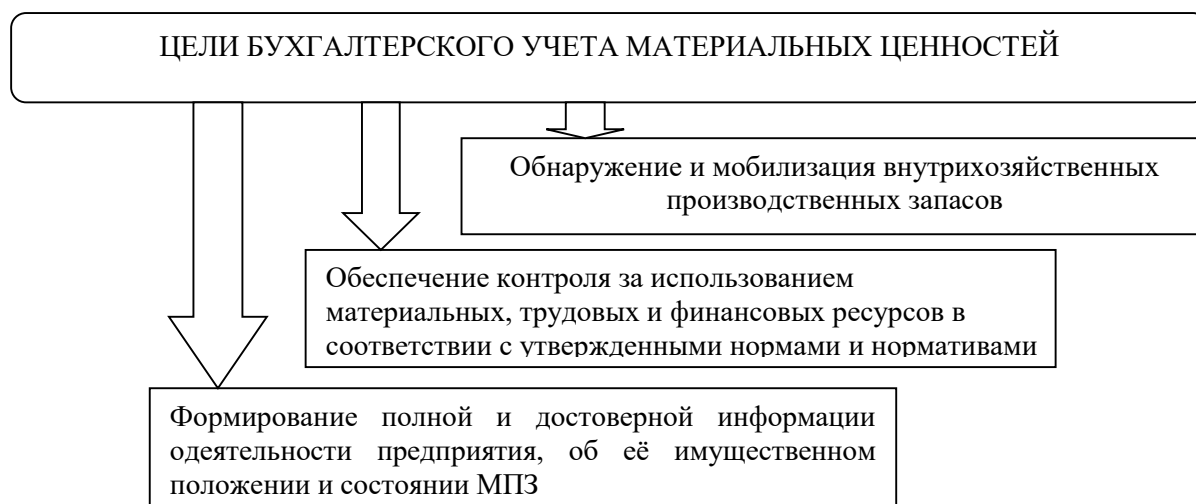 ЦЕЛИ БУХГАЛТЕРСКОГО УЧЕТА МАТЕРИАЛЬНЫХ ЦЕННОСТЕЙ
Обнаружение и мобилизация внутрихозяйственных
производственных запасов
Обеспечение контроля за использованием
материальных, трудовых и финансовых ресурсов в
соответствии с утвержденными нормами и нормативами
Формирование полной и достоверной информации
одеятельности предприятия, об её имущественном
положении и состоянии МПЗ